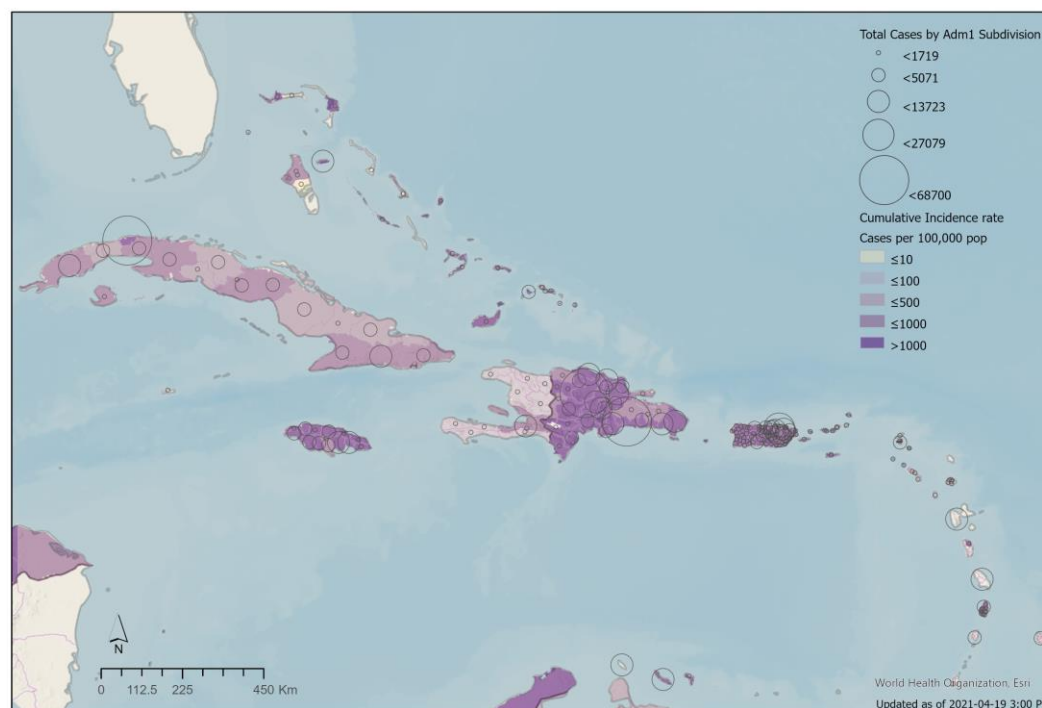 Total Cases by Adm1 Subdivision
<1719
<5071
<13723
<27079
<68700
Cumulative Incidence rate
Cases per 100,000 pop
≤10
≤100
≤500
≤1000
>1000
N
0 112.5 225 450 Km
World Health Organization, Esri
Updated as of 2021-04-19 3:00 P